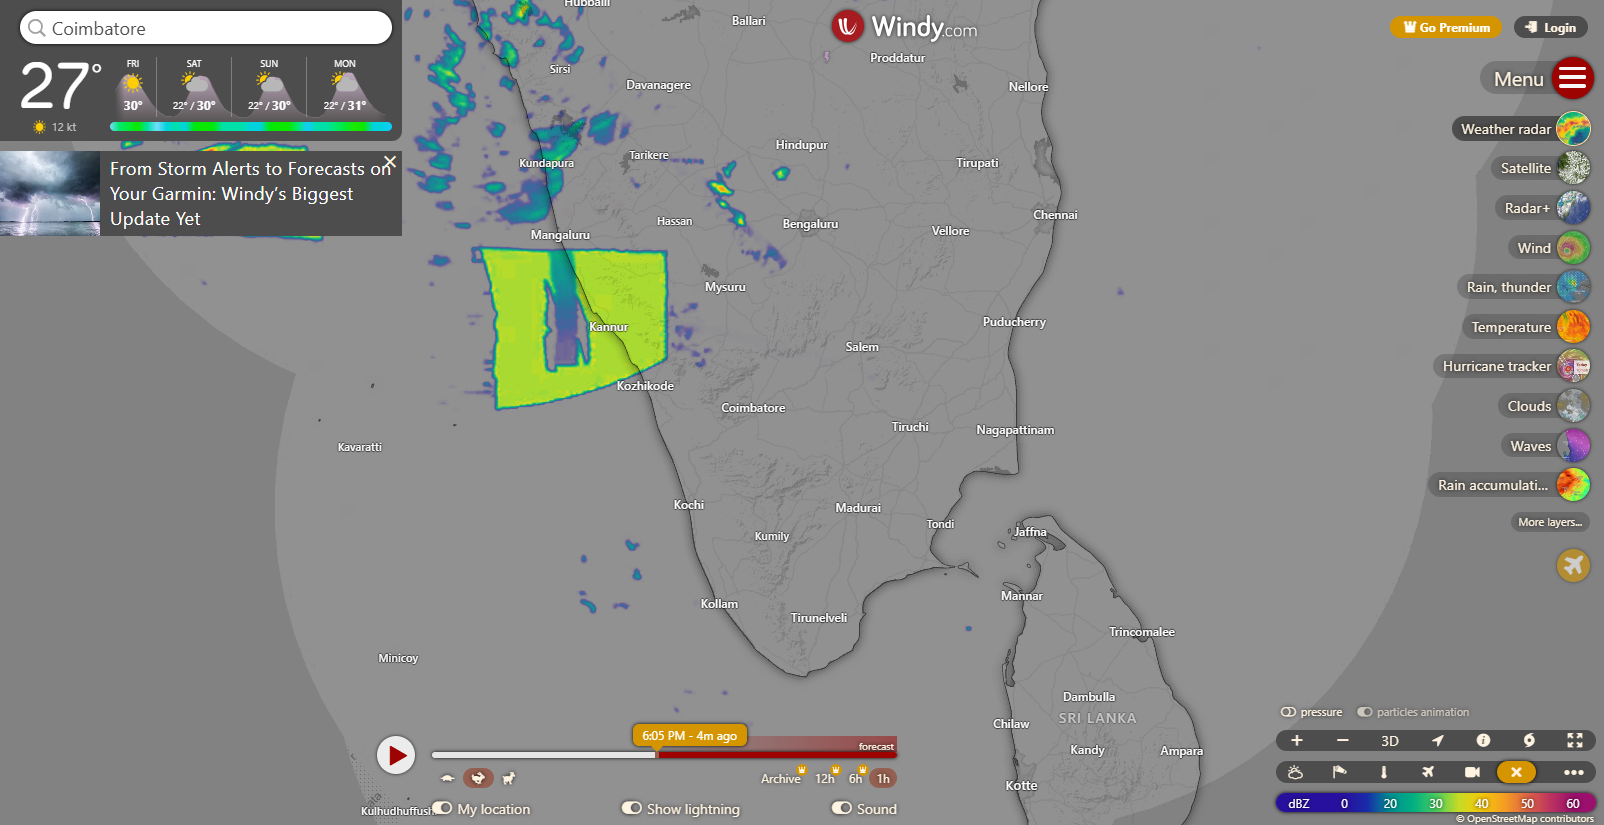 Coimbatore
27°
12 kt
FRI
30°
SAT
22° / 30°
SUN
22° / 30°
MON
22° / 31°
From Storm Alerts to Forecasts on
Your Garmin: Windy’s Biggest
Update Yet
Windy.com
Go Premium
Login
Menu
Weather radar
Satellite
Radar+
Wind
Rain, thunder
Temperature
Hurricane tracker
Clouds
Waves
Rain accumulati...
More layers...
Hubballi
Ballari
Proddatur
Sirsi
Davanagere
Nellore
Hindupur
Tarikere
Kundapura
Tirupati
Chennai
Hassan
Bengaluru
Vellore
Mangaluru
Mysuru
Puducherry
Kannur
Salem
Kozhikode
Coimbatore
Tiruchi
Nagapattinam
Kavaratti
Kochi
Madurai
Tondi
Jaffna
Kumily
Mannar
Kollam
Tirunelveli
Trincomalee
Minicoy
Dambulla
SRI LANKA
Chilaw
Kandy
Ampara
Kotte
Kulhudhuffushi
6:05 PM - 4m ago
forecast
Archive
12h
6h
1h
My location
Show lightning
Sound
pressure
particles animation
+ − 3D
dBZ 0 20 30 40 50 60
© OpenStreetMap contributors